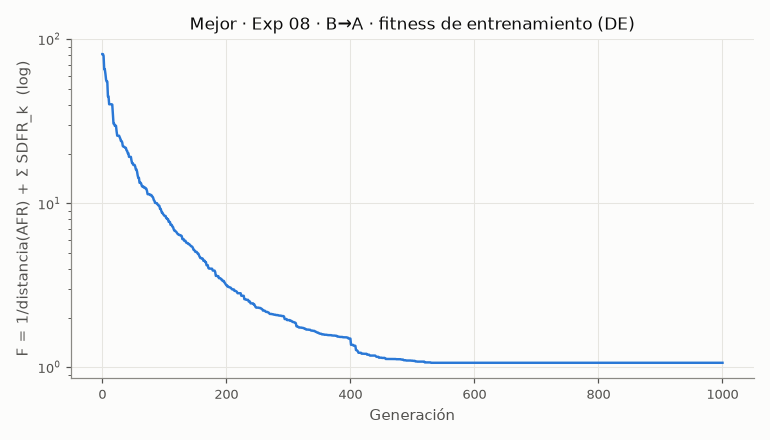 Mejor · Exp 08 · B→A · fitness de entrenamiento (DE)
F = 1/distancia(AFR) + Σ SDFR_k (log)
10²
10¹
10⁰
0 200 400 600 800 1000
Generación